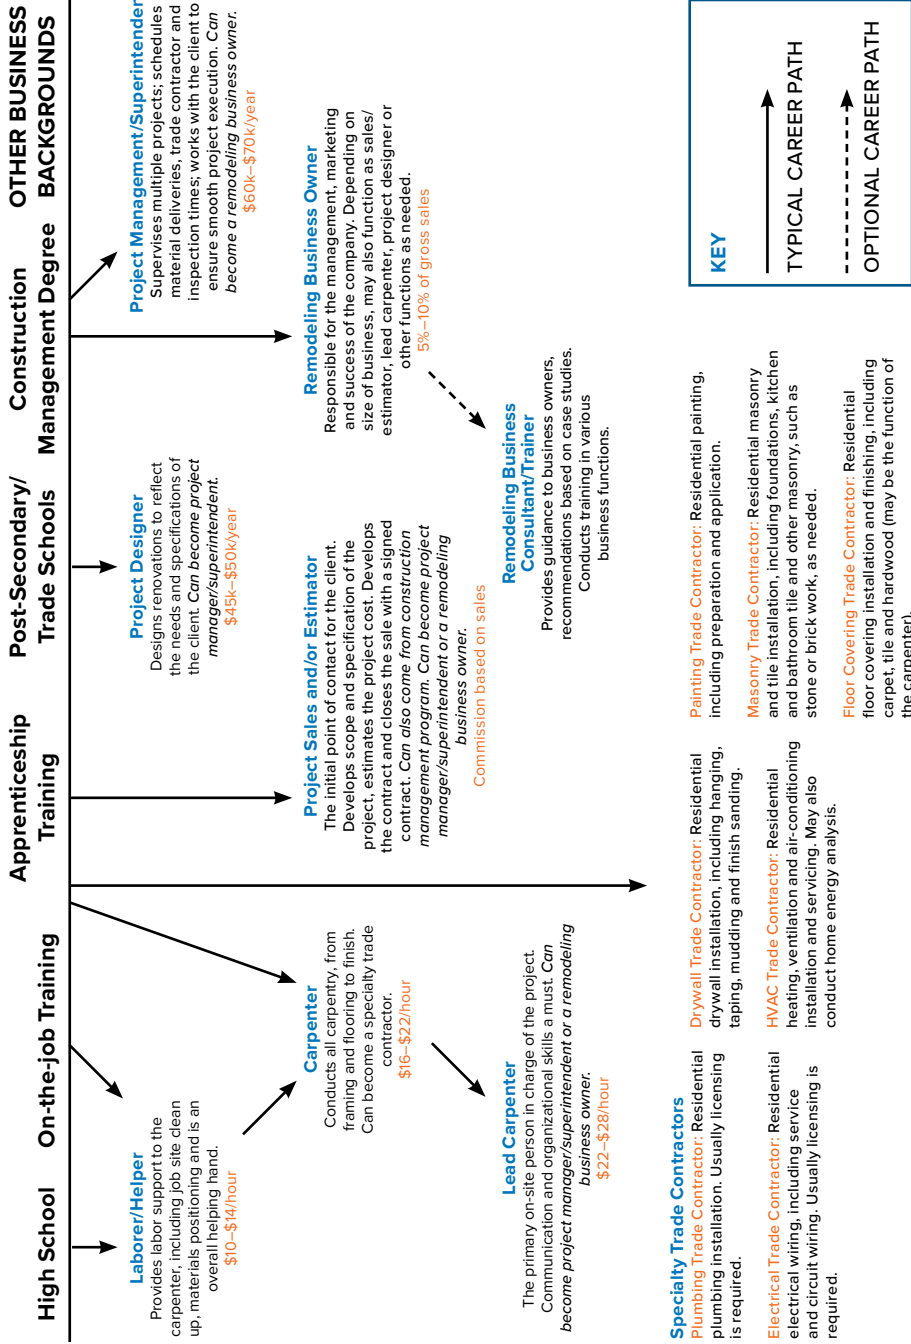 High School
On-the-job Training
Apprenticeship
Training
Post-Secondary/
Trade Schools
Construction
Management Degree
OTHER BUSINESS
BACKGROUNDS
Laborer/Helper
Provides labor support to the
carpenter, including job site clean
up, materials positioning and is an
overall helping hand.
$10–$14/hour
Project Designer
Designs renovations to reflect
the needs and specifications of
the client. Can become project
manager/superintendent.
$45k–$50k/year
Project Management/Superintenden
Supervises multiple projects; schedules
material deliveries, trade contractor and
inspection times; works with the client to
ensure smooth project execution. Can
become a remodeling business owner.
$60k–$70k/year
Carpenter
Conducts all carpentry, from
framing and flooring to finish.
Can become a specialty trade
contractor.
$16–$22/hour
Project Sales and/or Estimator
The initial point of contact for the client.
Develops scope and specification of the
project, estimates the project cost. Develops
the contract and closes the sale with a signed
contract. Can also come from construction
management program. Can become project
manager/superintendent or a remodeling
business owner.
Commission based on sales
Remodeling Business Owner
Responsible for the management, marketing
and success of the company. Depending on
size of business, may also function as sales/
estimator, lead carpenter, project designer or
other functions as needed.
5%–10% of gross sales
Lead Carpenter
The primary on-site person in charge of the project.
Communication and organizational skills a must. Can
become project manager/superintendent or a remodeling
business owner.
$22–$28/hour
Remodeling Business
Consultant/Trainer
Provides guidance to business owners,
recommendations based on case studies.
Conducts training in various
business functions.
Specialty Trade Contractors
Plumbing Trade Contractor: Residential
plumbing installation. Usually licensing
is required.
Electrical Trade Contractor: Residential
electrical wiring, including service
and circuit wiring. Usually licensing is
required.
Drywall Trade Contractor: Residential
drywall installation, including hanging,
taping, mudding and finish sanding.
HVAC Trade Contractor: Residential
heating, ventilation and air-conditioning
installation and servicing. May also
conduct home energy analysis.
Painting Trade Contractor: Residential painting,
including preparation and application.
Masonry Trade Contractor: Residential masonry
and tile installation, including foundations, kitchen
and bathroom tile and other masonry, such as
stone or brick work, as needed.
Floor Covering Trade Contractor: Residential
floor covering installation and finishing, including
carpet, tile and hardwood (may be the function of
the carpenter)
KEY
TYPICAL CAREER PATH
OPTIONAL CAREER PATH